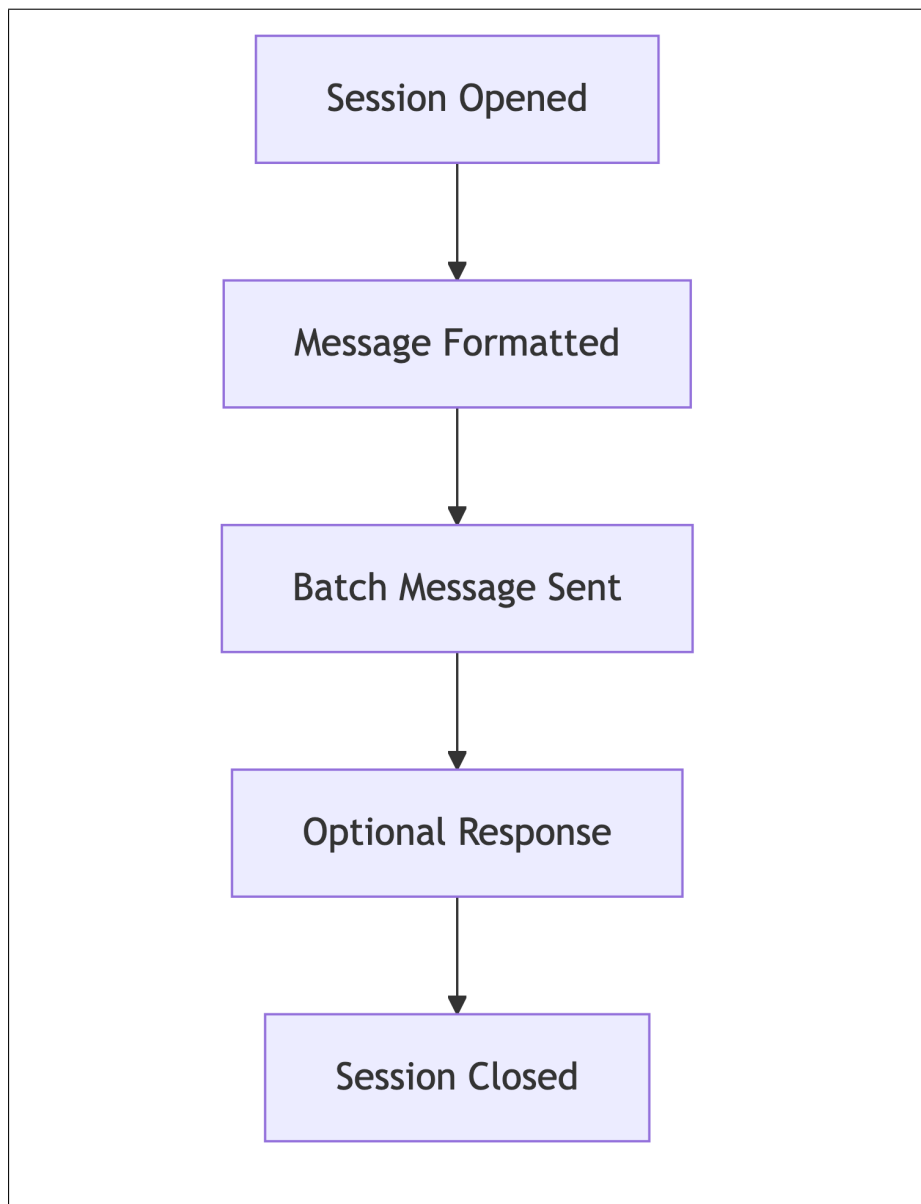 Session Opened
Message Formatted
Batch Message Sent
Optional Response
Session Closed